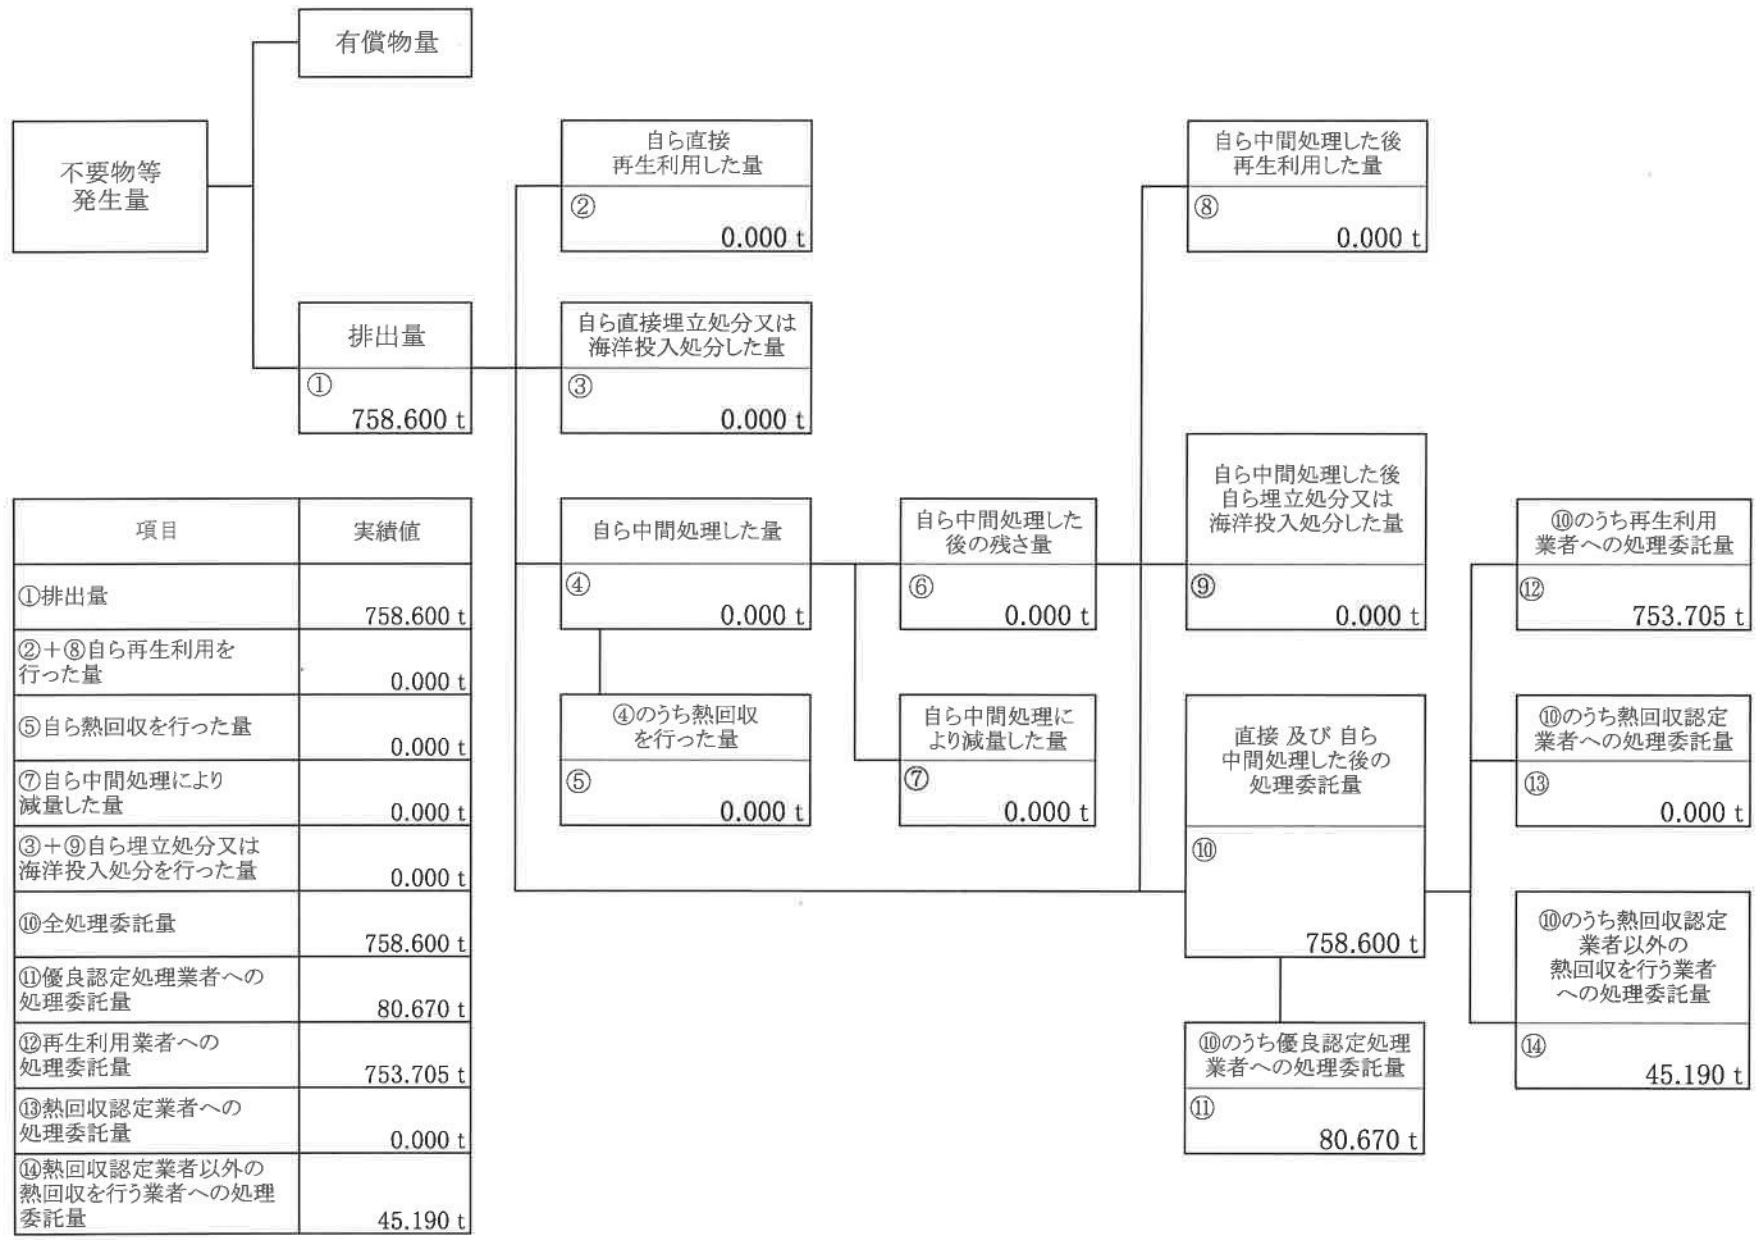 有償物量
不要物等
発生量
排出量
①
758.600 t
自ら直接
再生利用した量
②
0.000 t
自ら直接埋立処分又は
海洋投入処分した量
③
0.000 t
自ら中間処理した量
④
0.000 t
④のうち熱回収
を行った量
⑤
0.000 t
自ら中間処理した
後の残さ量
⑥
0.000 t
自ら中間処理に
より減量した量
⑦
0.000 t
自ら中間処理した後
再生利用した量
⑧
0.000 t
自ら中間処理した後
自ら埋立処分又は
海洋投入処分した量
⑨
0.000 t
直接 及び 自ら
中間処理した後の
処理委託量
⑩
758.600 t
⑩のうち優良認定処理
業者への処理委託量
⑪
80.670 t
⑩のうち再生利用
業者への処理委託量
⑫
753.705 t
⑩のうち熱回収認定
業者への処理委託量
⑬
0.000 t
⑩のうち熱回収認定
業者以外の
熱回収を行う業者
への処理委託量
⑭
45.190 t
項目 実績値
①排出量
758.600 t
②+⑧自ら再生利用を
行った量
0.000 t
⑤自ら熱回収を行った量
0.000 t
⑦自ら中間処理により
減量した量
0.000 t
③+⑨自ら埋立処分又は
海洋投入処分を行った量
0.000 t
⑩全処理委託量
758.600 t
⑪優良認定処理業者への
処理委託量
80.670 t
⑫再生利用業者への
処理委託量
753.705 t
⑬熱回収認定業者への
処理委託量
0.000 t
⑭熱回収認定業者以外の
熱回収を行う業者への処理
委託量
45.190 t